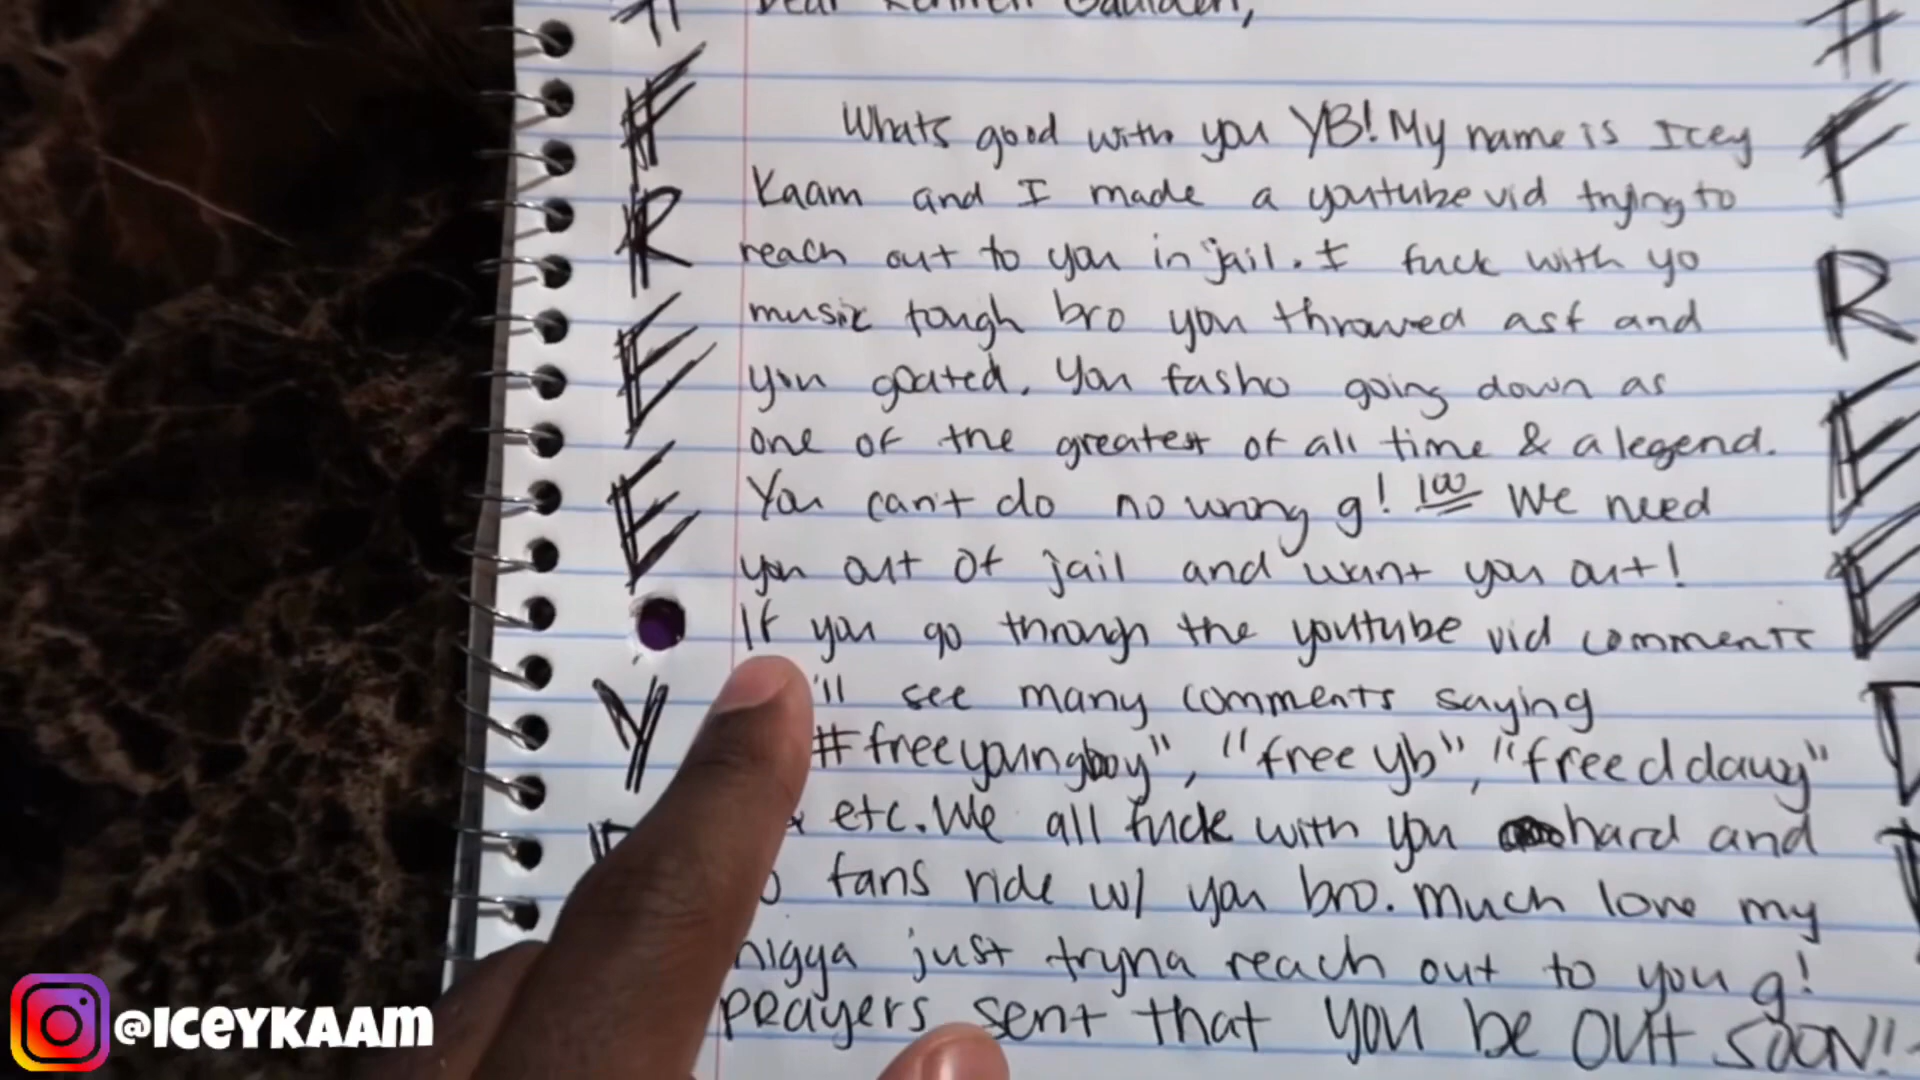 Dear Kenneth Gaulden,
Whats good with you YB! My name is Icey
Kaam and I made a youtube vid trying to
reach out to you in jail. I fuck with yo
music tough bro you throwed asf and
you goated. You fasho going down as
one of the greatest of all time & a legend.
You can't do no wrong g! 100 We need
you out of jail and want you out!
If you go through the youtube vid comments
'll see many comments saying
#freeyoungboy", "free yb", "free ddawg"
etc. We all fuck with you hard and
fans ride w/ you bro. Much love my
nigga just tryna reach out to you g!
PRAYERS sent that you be out SOON!
#
F
R
E
E
Y
#
F
R
E
E
D
@ICEYKAAM